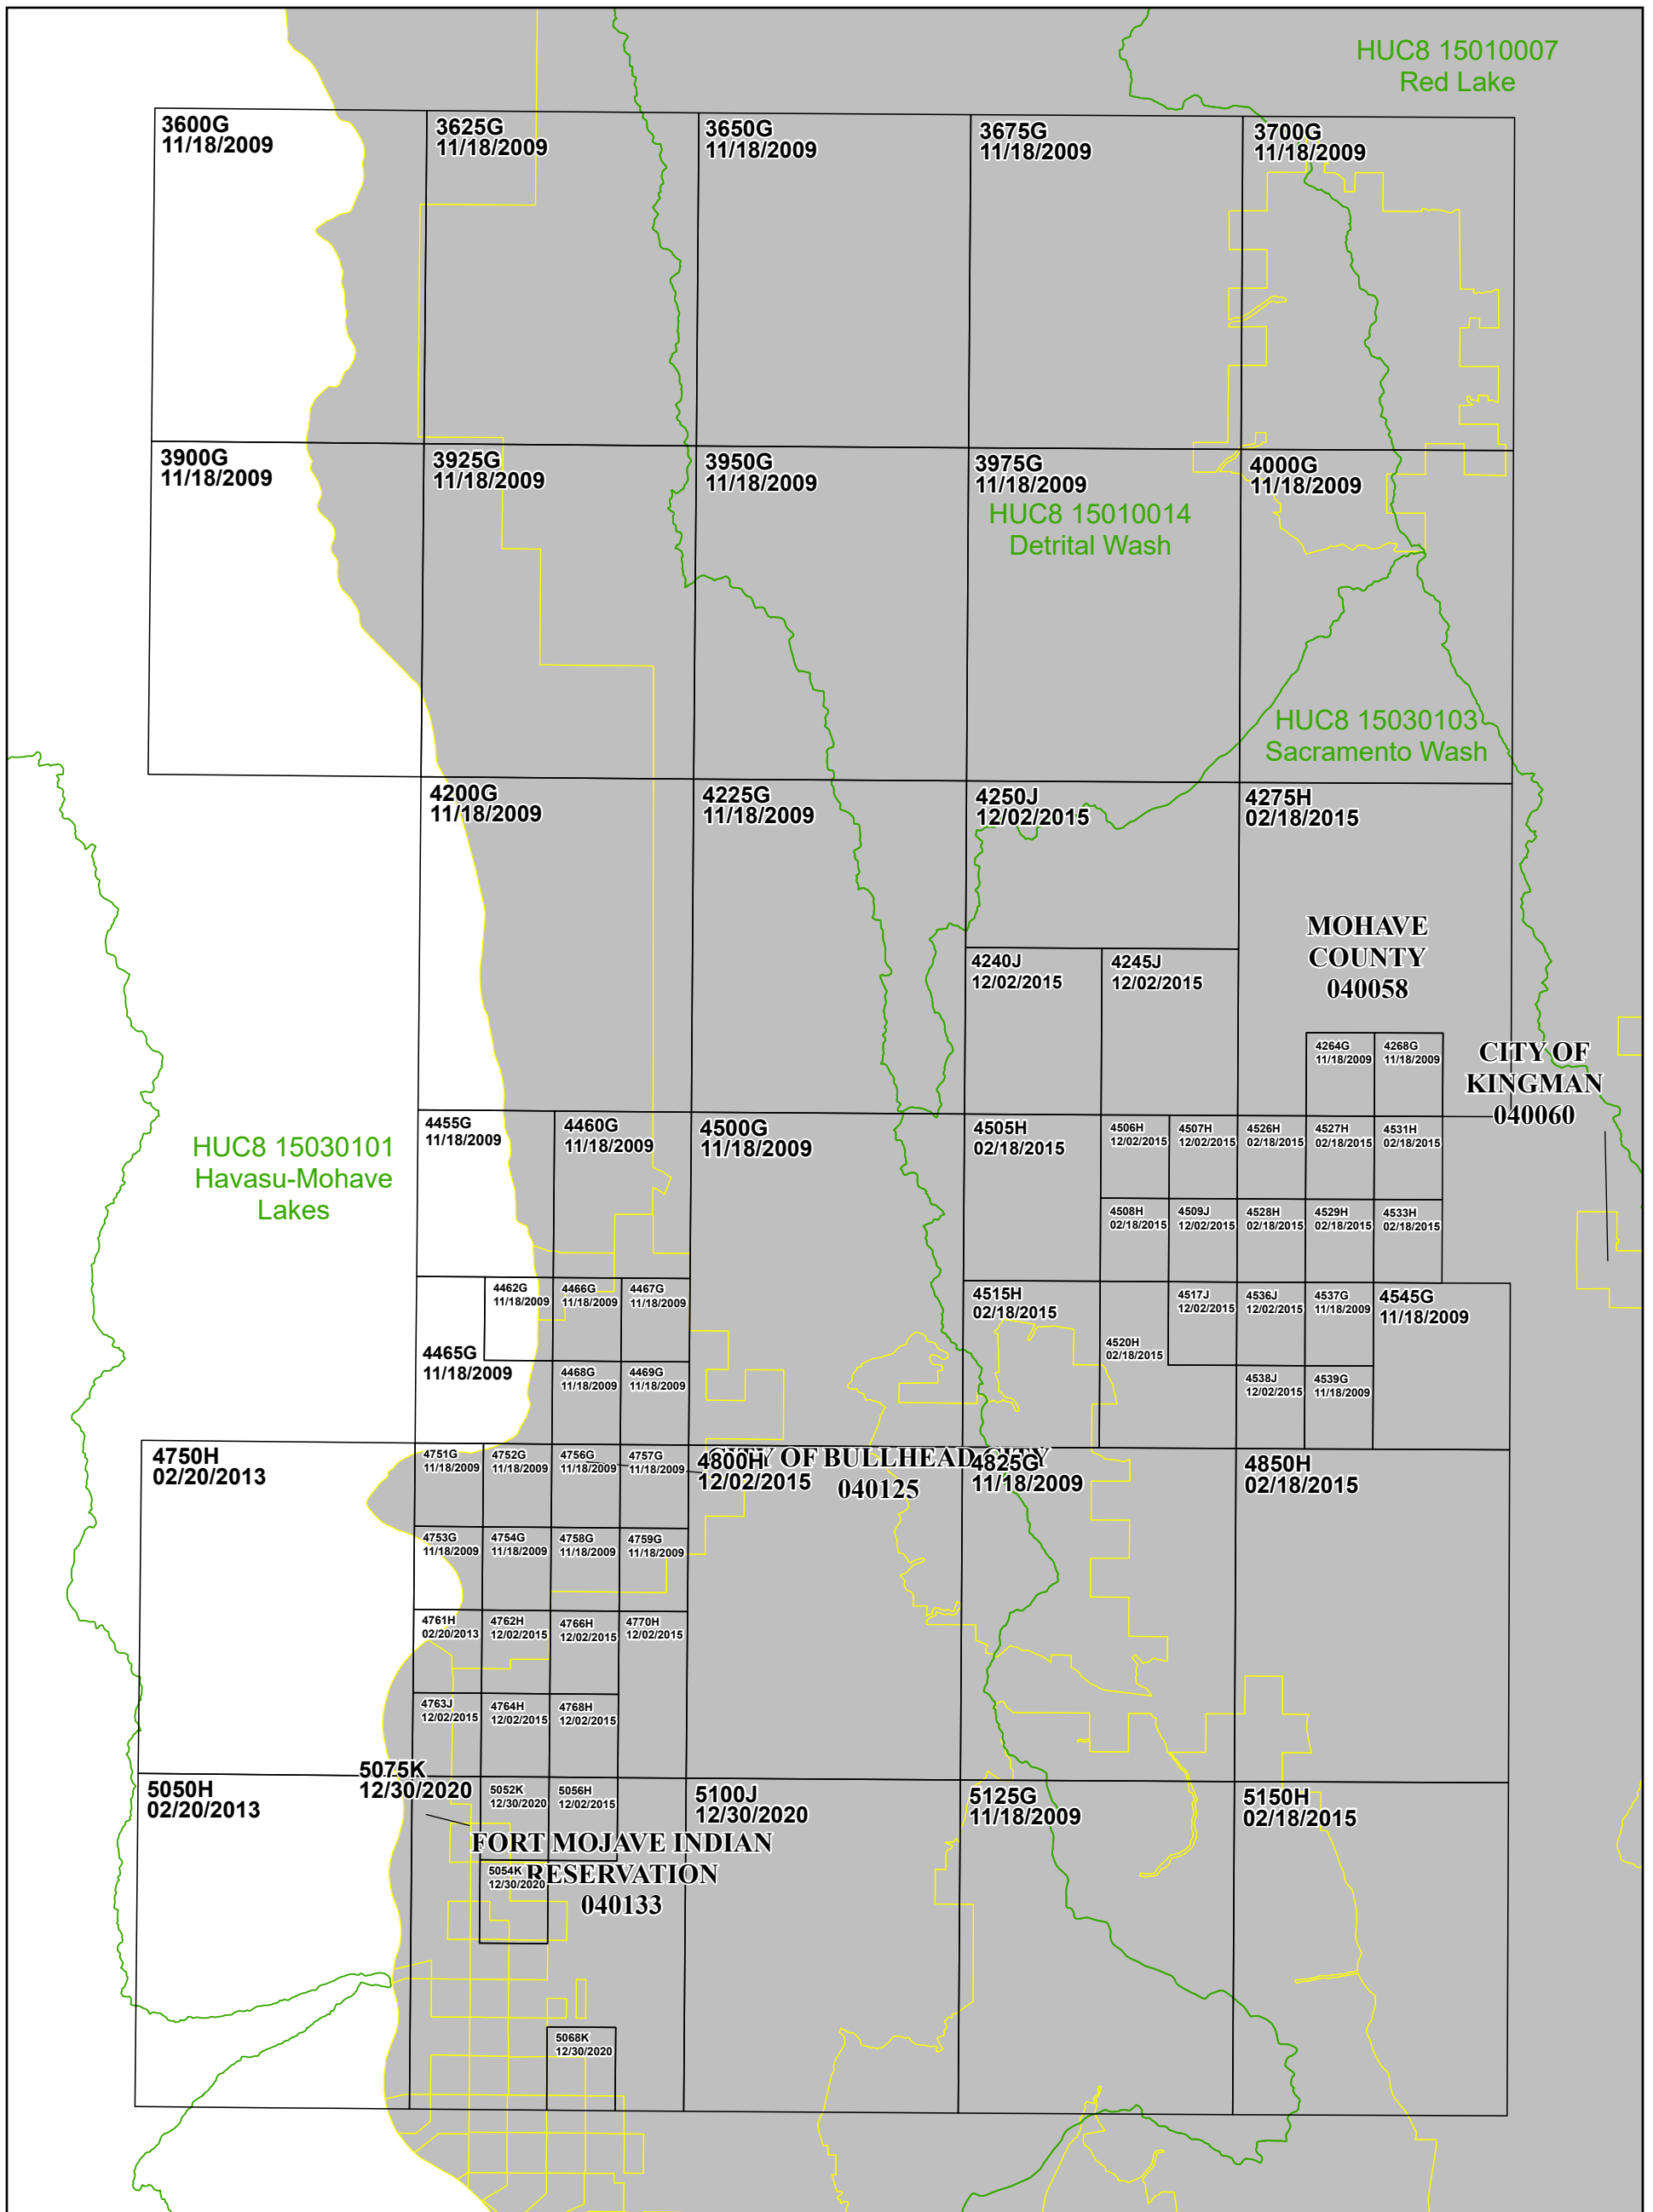 HUC8 15010007
Red Lake
3600G
11/18/2009
3625G
11/18/2009
3650G
11/18/2009
3675G
11/18/2009
3700G
11/18/2009
3900G
11/18/2009
3925G
11/18/2009
3950G
11/18/2009
3975G
11/18/2009
4000G
11/18/2009
HUC8 15010014
Detrital Wash
HUC8 15030103
Sacramento Wash
4200G
11/18/2009
4225G
11/18/2009
4250J
12/02/2015
4275H
02/18/2015
MOHAVE
COUNTY
040058
4240J
12/02/2015
4245J
12/02/2015
4264G
11/18/2009
4268G
11/18/2009
CITY OF
KINGMAN
040060
HUC8 15030101
Havasu-Mohave
Lakes
4455G
11/18/2009
4460G
11/18/2009
4500G
11/18/2009
4505H
02/18/2015
4506H
12/02/2015
4507H
12/02/2015
4526H
02/18/2015
4527H
02/18/2015
4531H
02/18/2015
4508H
02/18/2015
4509J
12/02/2015
4528H
02/18/2015
4529H
02/18/2015
4533H
02/18/2015
4462G
11/18/2009
4466G
11/18/2009
4467G
11/18/2009
4515H
02/18/2015
4517J
12/02/2015
4536J
12/02/2015
4537G
11/18/2009
4545G
11/18/2009
4465G
11/18/2009
4468G
11/18/2009
4469G
11/18/2009
4520H
02/18/2015
4538J
12/02/2015
4539G
11/18/2009
4750H
02/20/2013
4751G
11/18/2009
4752G
11/18/2009
4756G
11/18/2009
4757G
11/18/2009
4800H
12/02/2015
CITY OF BULLHEAD CITY
040125
4825G
11/18/2009
4850H
02/18/2015
4753G
11/18/2009
4754G
11/18/2009
4758G
11/18/2009
4759G
11/18/2009
4761H
02/20/2013
4762H
12/02/2015
4766H
12/02/2015
4770H
12/02/2015
4763J
12/02/2015
4764H
12/02/2015
4768H
12/02/2015
5050H
02/20/2013
5075K
12/30/2020
5052K
12/30/2020
5056H
12/02/2015
5100J
12/30/2020
5125G
11/18/2009
5150H
02/18/2015
FORT MOJAVE INDIAN
RESERVATION
040133
5054K
12/30/2020
5068K
12/30/2020